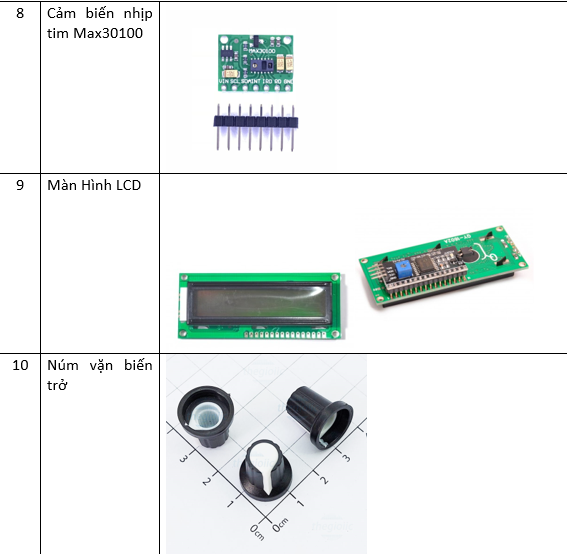 8
Cảm biến nhịp
tim Max30100
VIN SCL SDA INT IRD RD GND
9
Màn Hình LCD
10
Núm vặn biến
trở
3
2
1
0cm
0cm
1
2
3